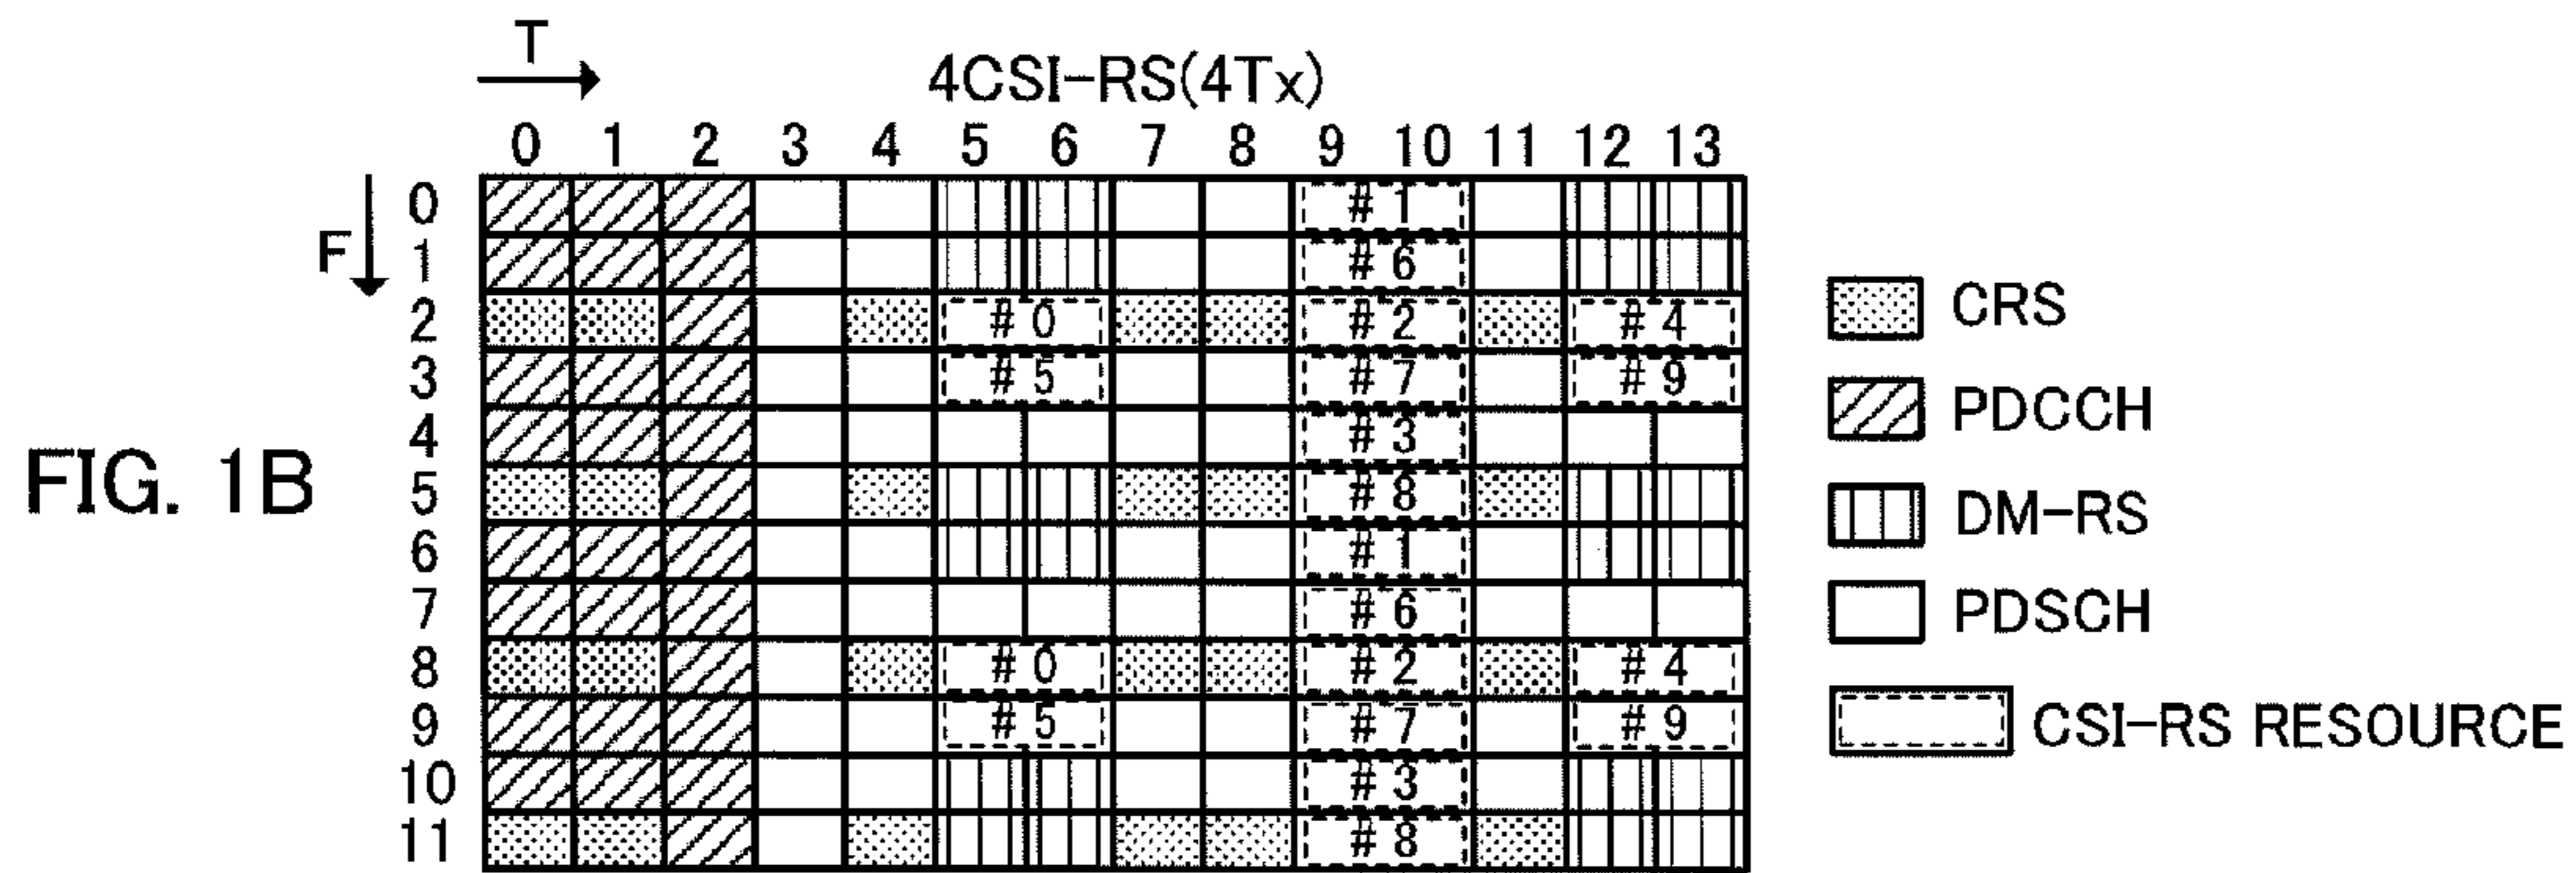 T
4CSI-RS(4Tx)
0 1 2 3 4 5 6 7 8 9 10 11 12 13
F
0 #1
1 #6
2 #0 #2 #4
3 #5 #7 #9
4 #3
5 #8
6 #1
7 #6
8 #0 #2 #4
9 #5 #7 #9
10 #3
11 #8
FIG. 1B
CRS
PDCCH
DM-RS
PDSCH
CSI-RS RESOURCE